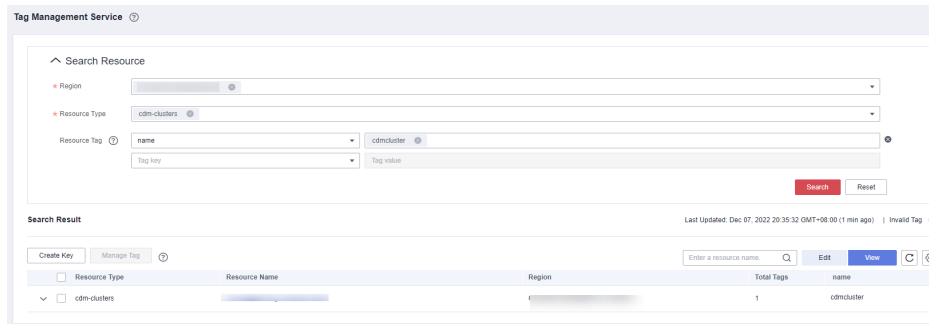 Tag Management Service ?
Search Resource
* Region
* Resource Type cdm-clusters
Resource Tag ? name cdmcluster
Tag key Tag value
Search Reset
Search Result Last Updated: Dec 07, 2022 20:35:32 GMT+08:00 (1 min ago) | Invalid Tag
Create Key Manage Tag ? Enter a resource name. Edit View
Resource Type Resource Name Region Total Tags name
cdm-clusters 1 cdmcluster